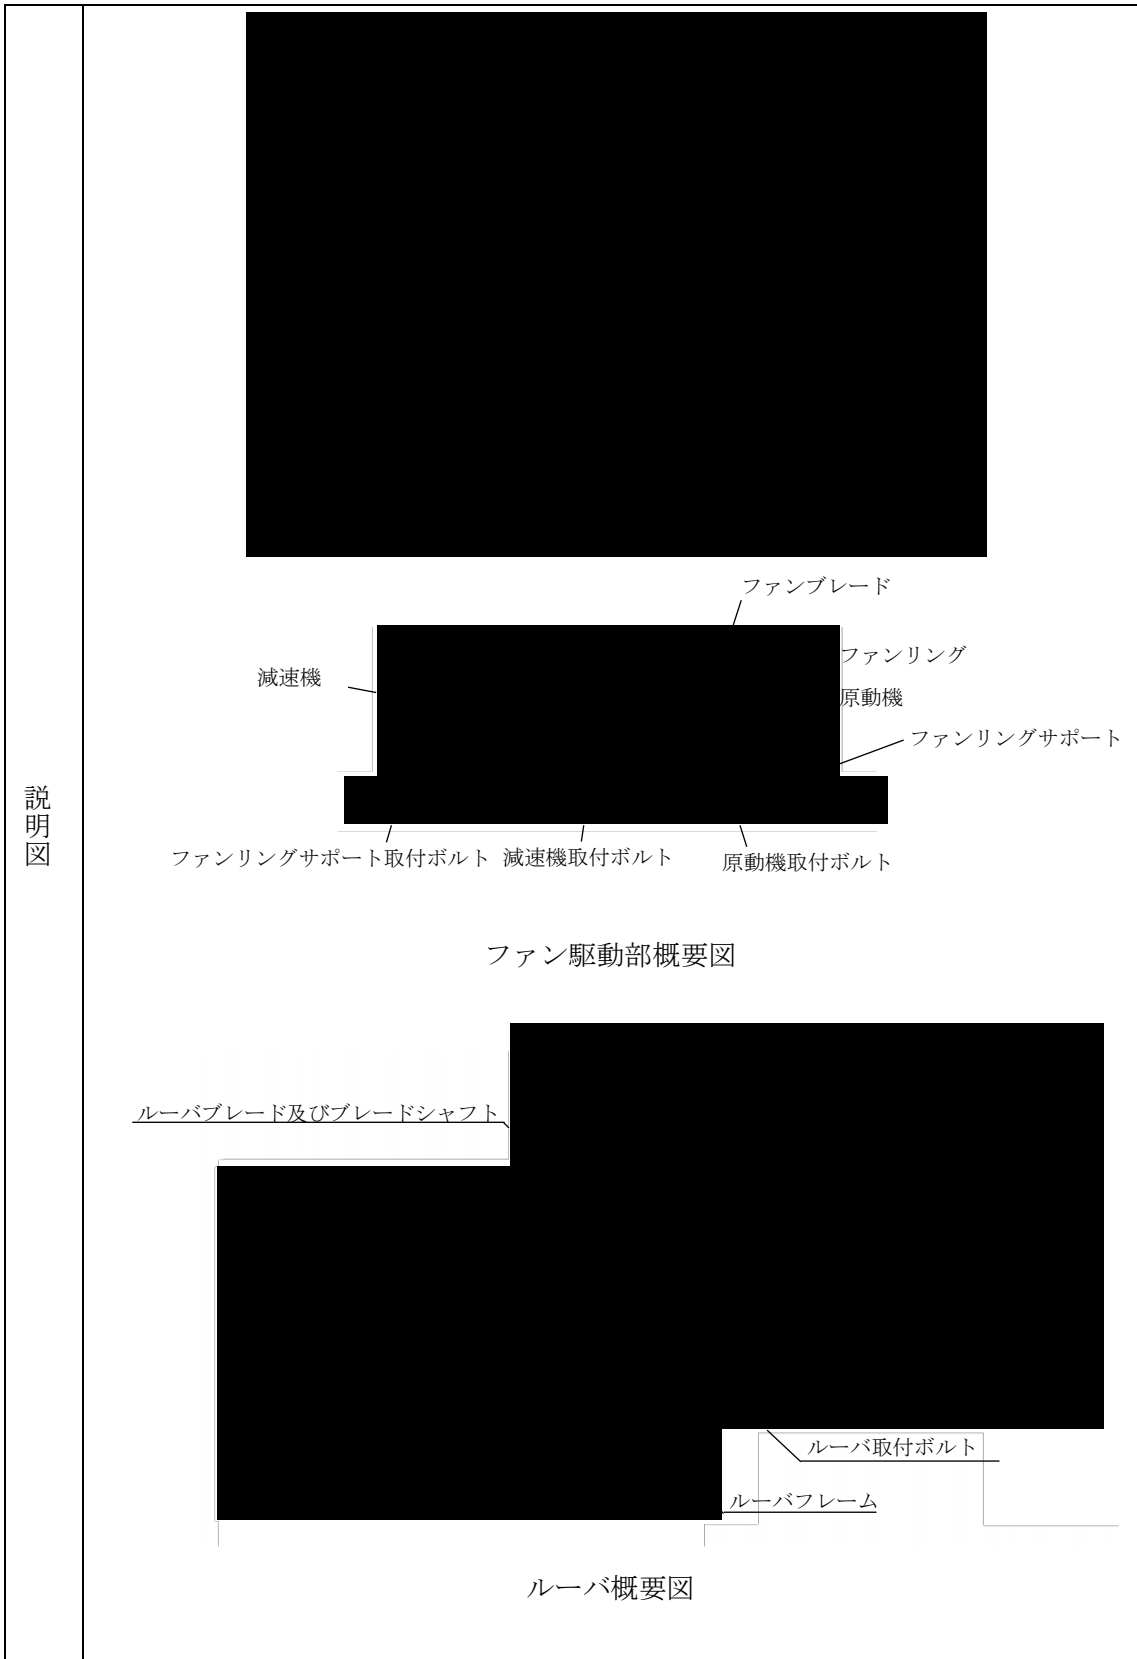 説明図
ファンブレード
ファンリング
減速機
原動機
ファンリングサポート
ファンリングサポート取付ボルト 減速機取付ボルト 原動機取付ボルト
ファン駆動部概要図
ルーバブレード及びブレードシャフト
ルーバ取付ボルト
ルーバフレーム
ルーバ概要図